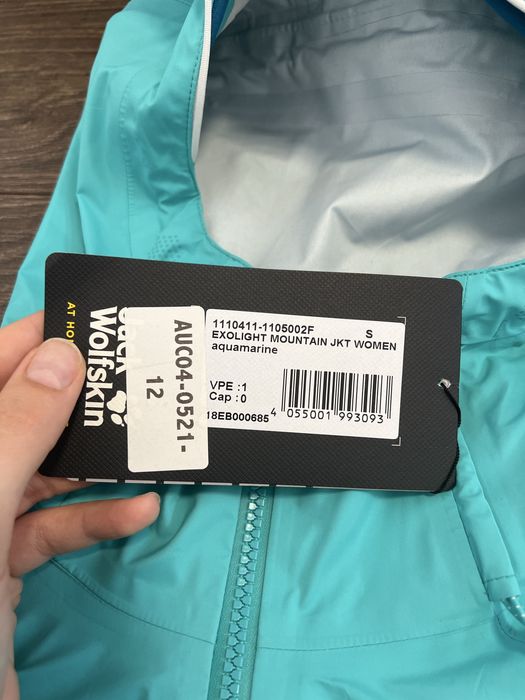 AT HO
Jack
Wolfskin
AUC04-0521-
12
1110411-1105002F S
EXOLIGHT MOUNTAIN JKT WOMEN
aquamarine
VPE :1
Cap : 0
18EB000685
4 055001 993093